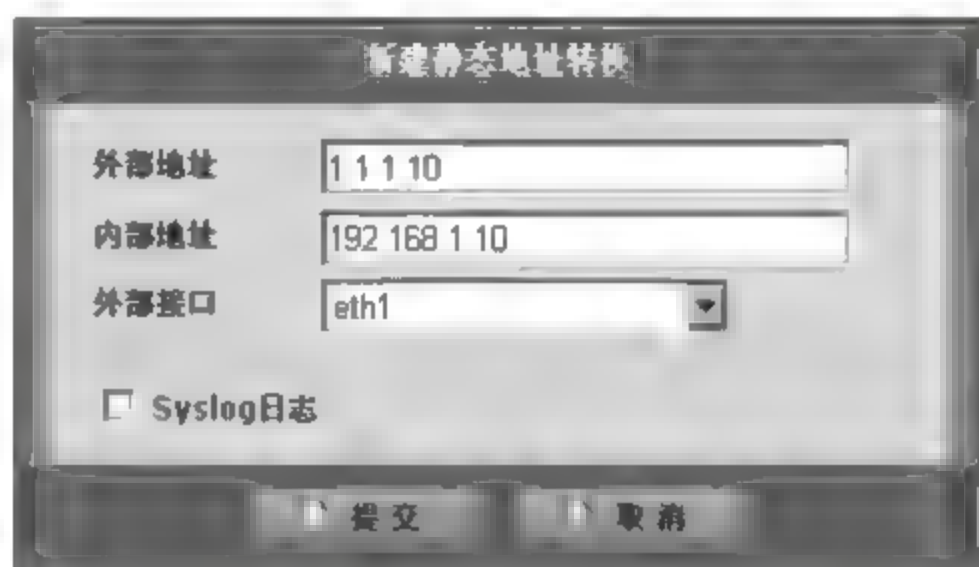 新建静态地址转换
外部地址 1 1 1 10
内部地址 192 168 1 10
外部接口 eth1
Syslog日志
提交 取消